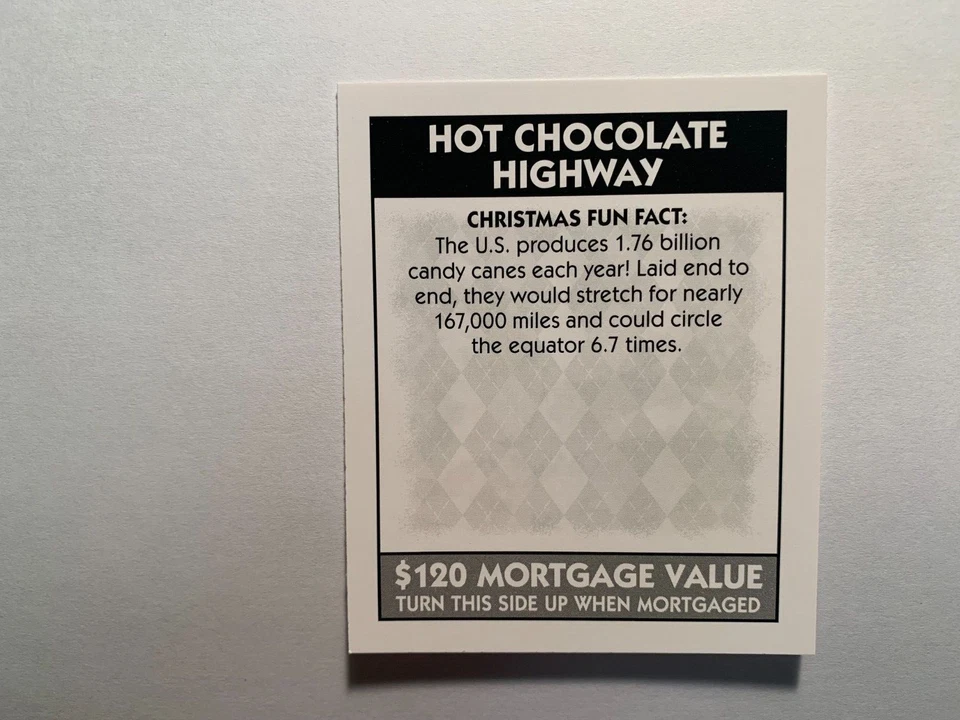 HOT CHOCOLATE
HIGHWAY
CHRISTMAS FUN FACT:
The U.S. produces 1.76 billion
candy canes each year! Laid end to
end, they would stretch for nearly
167,000 miles and could circle
the equator 6.7 times.
$120 MORTGAGE VALUE
TURN THIS SIDE UP WHEN MORTGAGED